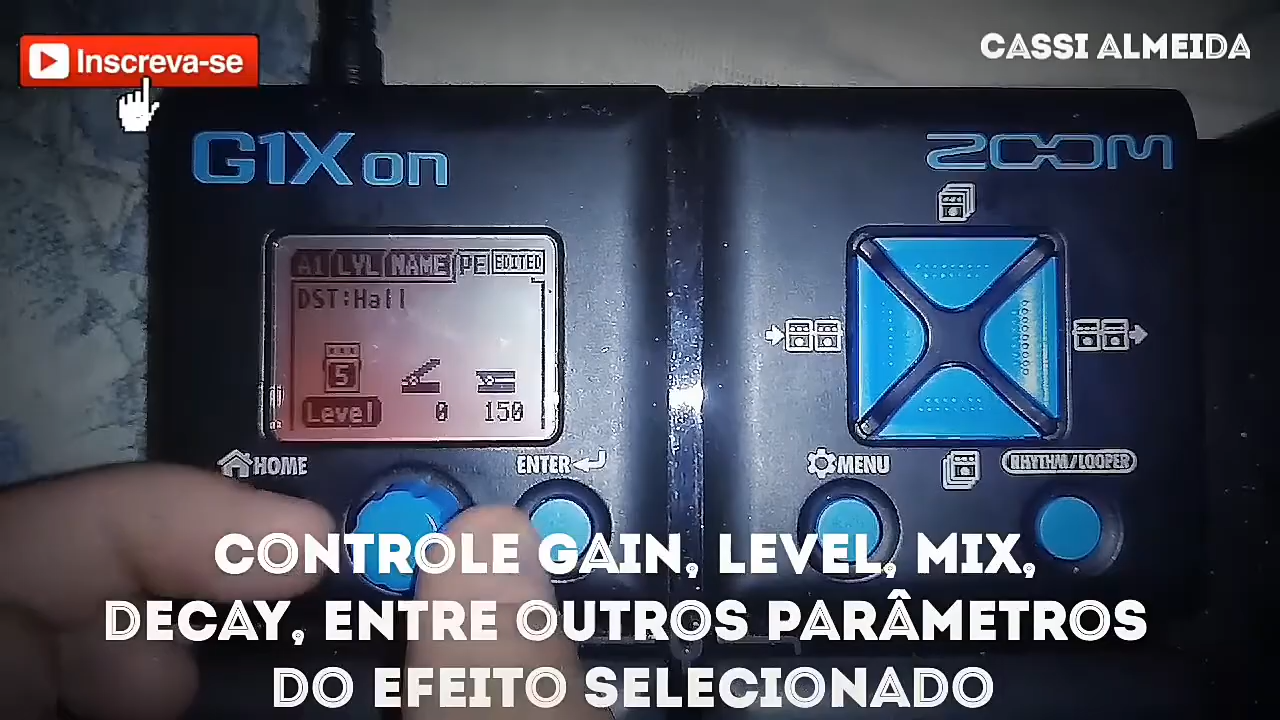 Inscreva-se
CASSI ALMEIDA
G1X on
ZOOM
A1 LVL NAME PE EDITED
DST:Hall
5
Level 0 150
HOME
ENTER
MENU
RHYTHM/LOOPER
CONTROLE GAIN, LEVEL, MIX,
DECAY, ENTRE OUTROS PARÂMETROS
DO EFEITO SELECIONADO